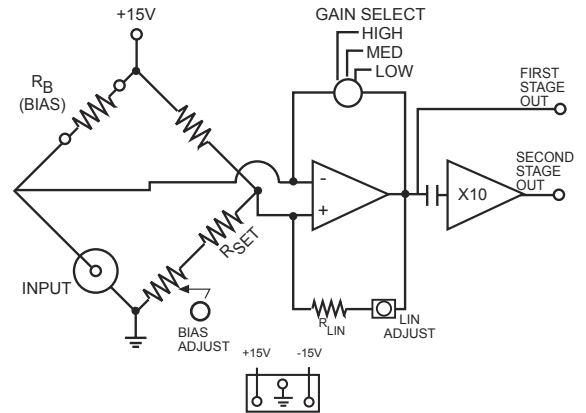 +15V
GAIN SELECT
HIGH
MED
LOW
RB
(BIAS)
FIRST
STAGE
OUT
SECOND
STAGE
OUT
-
+
X10
RSET
INPUT
BIAS
ADJUST
RLIN
LIN
ADJUST
+15V
-15V